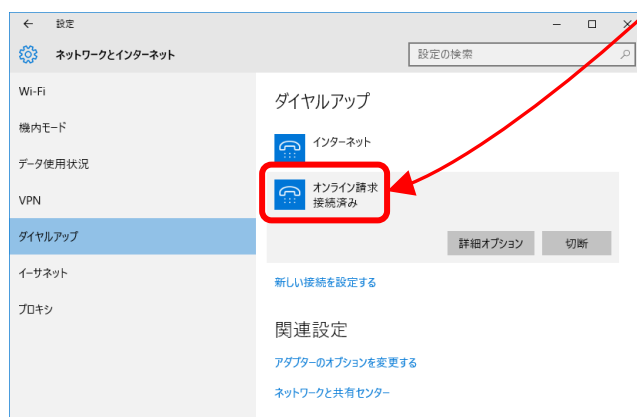 設定
ネットワークとインターネット
設定の検索
Wi-Fi
機内モード
データ使用状況
VPN
ダイヤルアップ
イーサネット
プロキシ
ダイヤルアップ
インターネット
オンライン請求
接続済み
詳細オプション
切断
新しい接続を設定する
関連設定
アダプターのオプションを変更する
ネットワークと共有センター